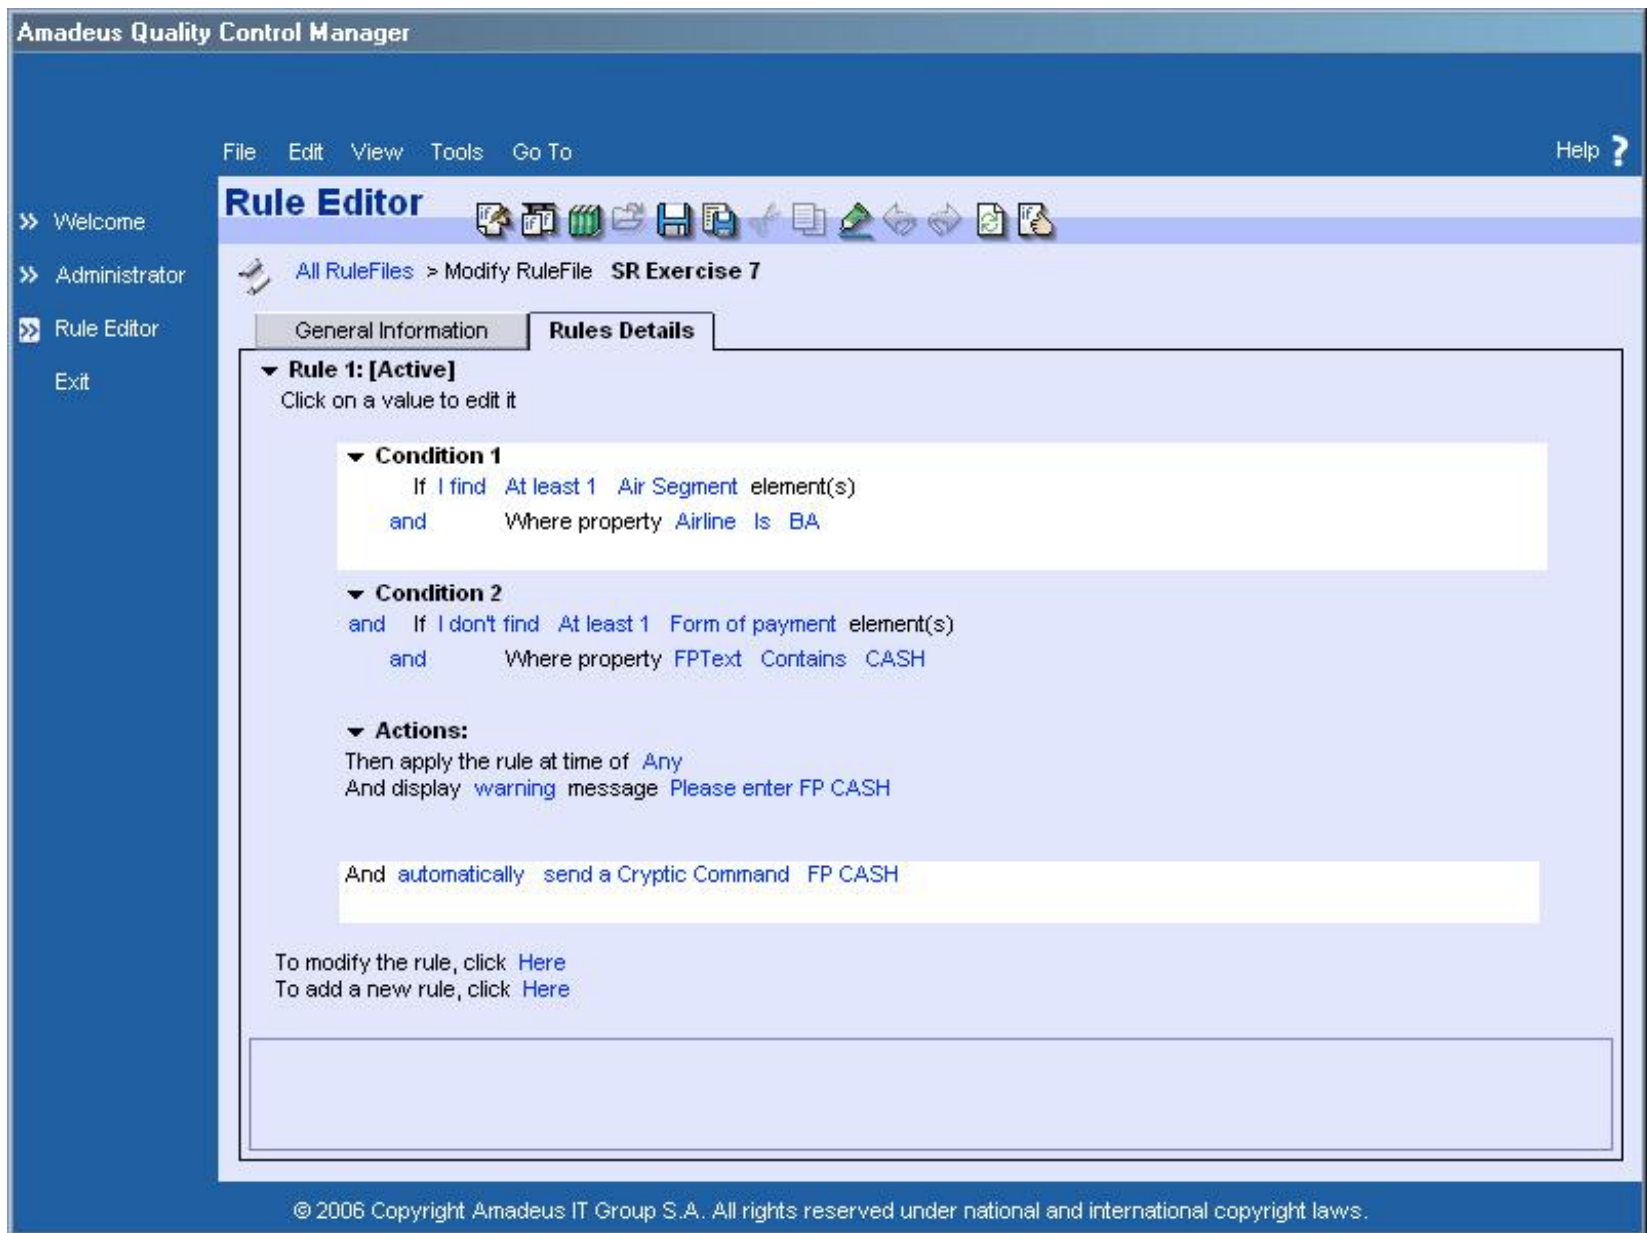 Amadeus Quality Control Manager
File Edit View Tools Go To Help ?
Rule Editor
Welcome
Administrator
Rule Editor
Exit
All RuleFiles > Modify RuleFile SR Exercise 7
General Information Rules Details
Rule 1: [Active]
Click on a value to edit it
Condition 1
If I find At least 1 Air Segment element(s)
and Where property Airline Is BA
Condition 2
and If I don't find At least 1 Form of payment element(s)
and Where property FPText Contains CASH
Actions:
Then apply the rule at time of Any
And display warning message Please enter FP CASH
And automatically send a Cryptic Command FP CASH
To modify the rule, click Here
To add a new rule, click Here
© 2006 Copyright Amadeus IT Group S.A. All rights reserved under national and international copyright laws.